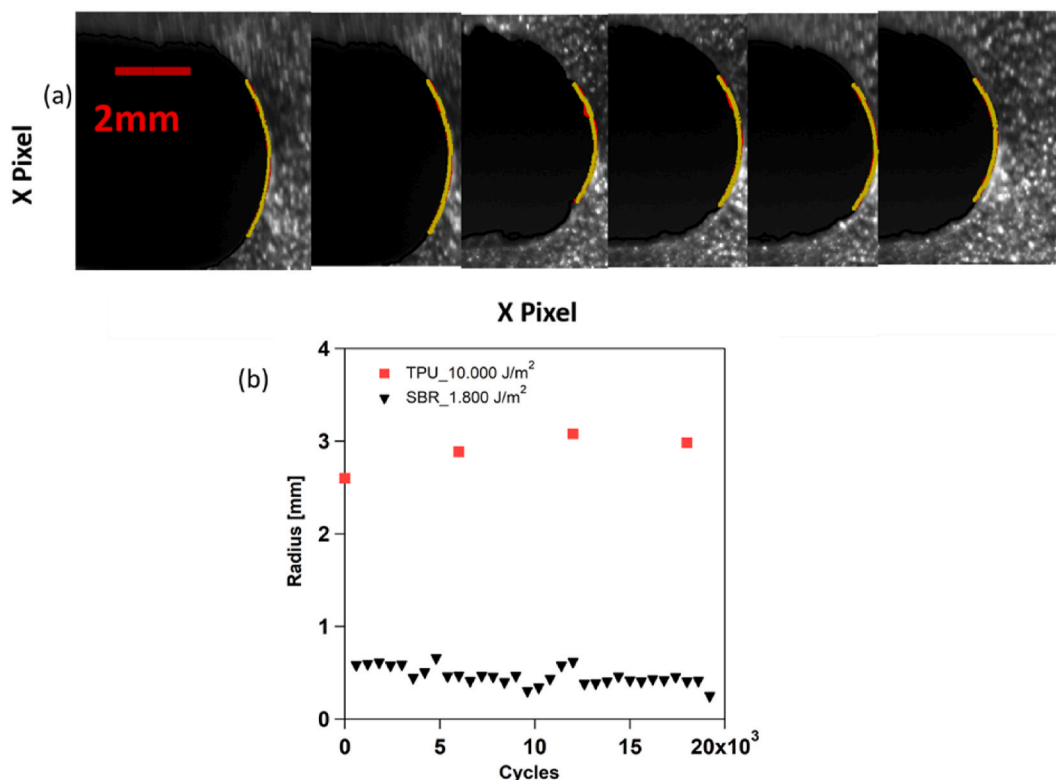 (a)
X Pixel
2mm
X Pixel
(b)
TPU_10.000 J/m²
SBR_1.800 J/m²
Radius [mm]
4
3
2
1
0
0
5
10
15
20x10³
Cycles